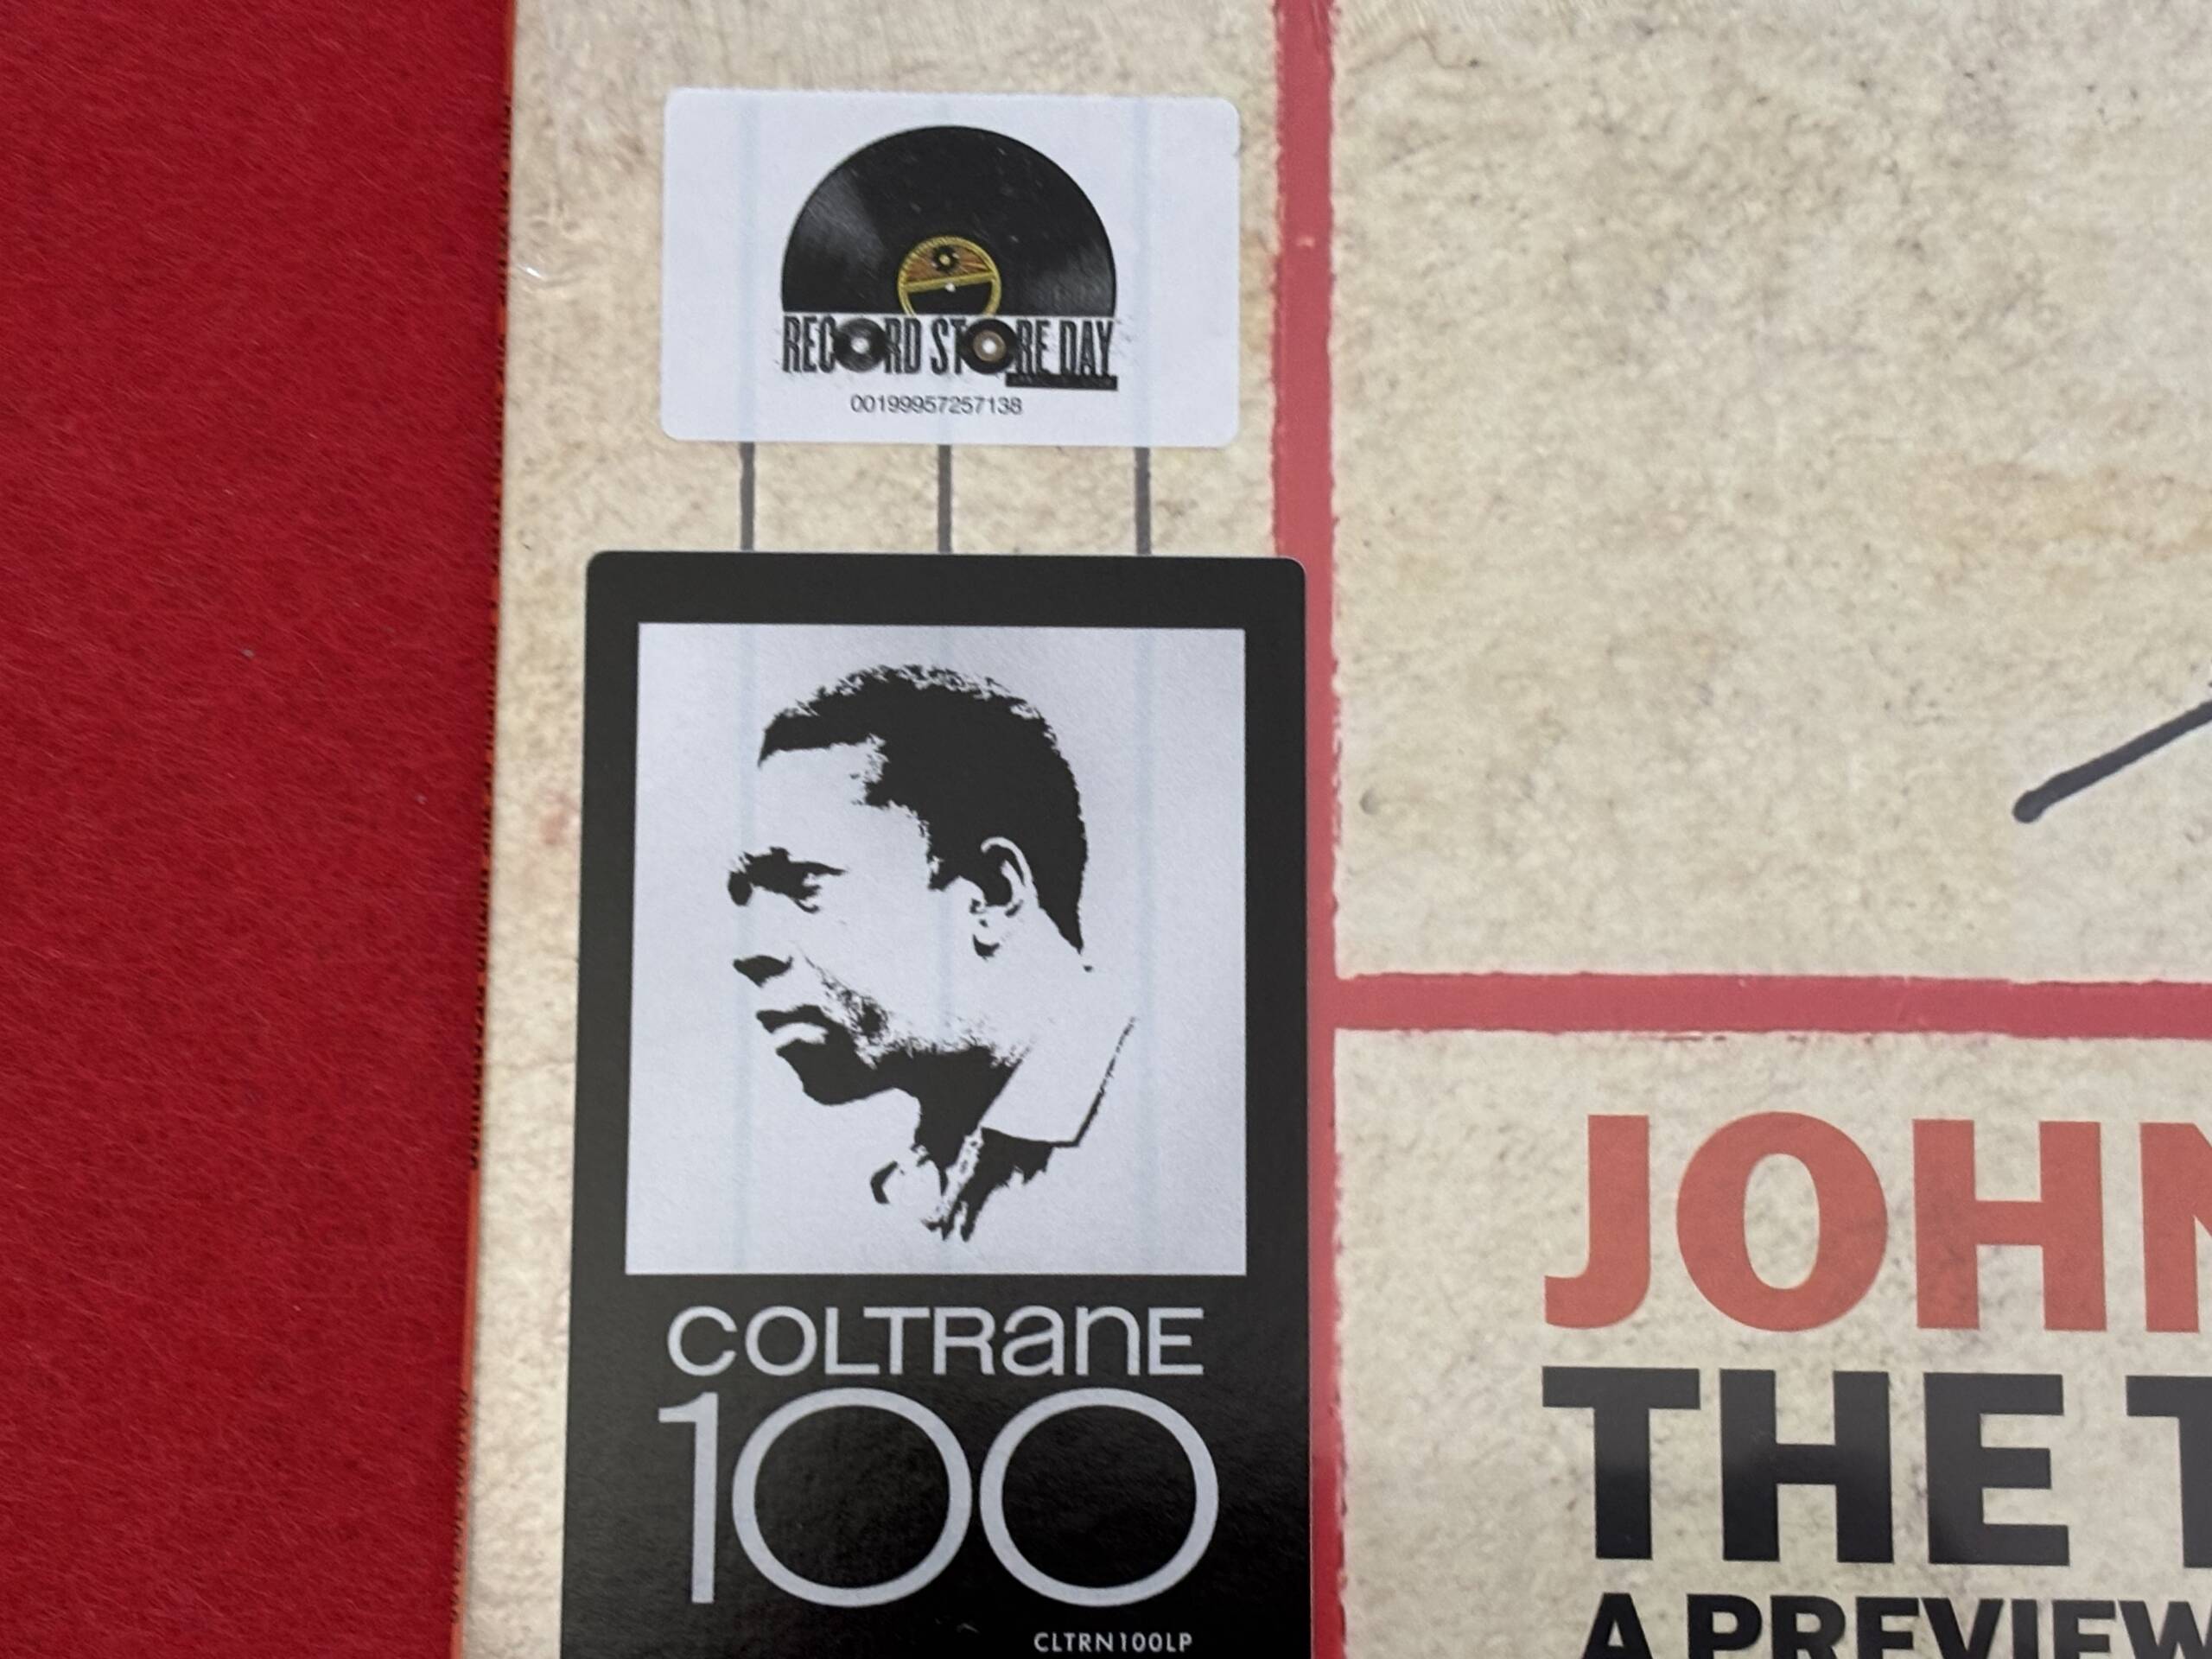 RECORD STORE DAY
00199957257138
COLTRANE
100
CLTRN100LP
JOHN
THE T
A PREVIEW